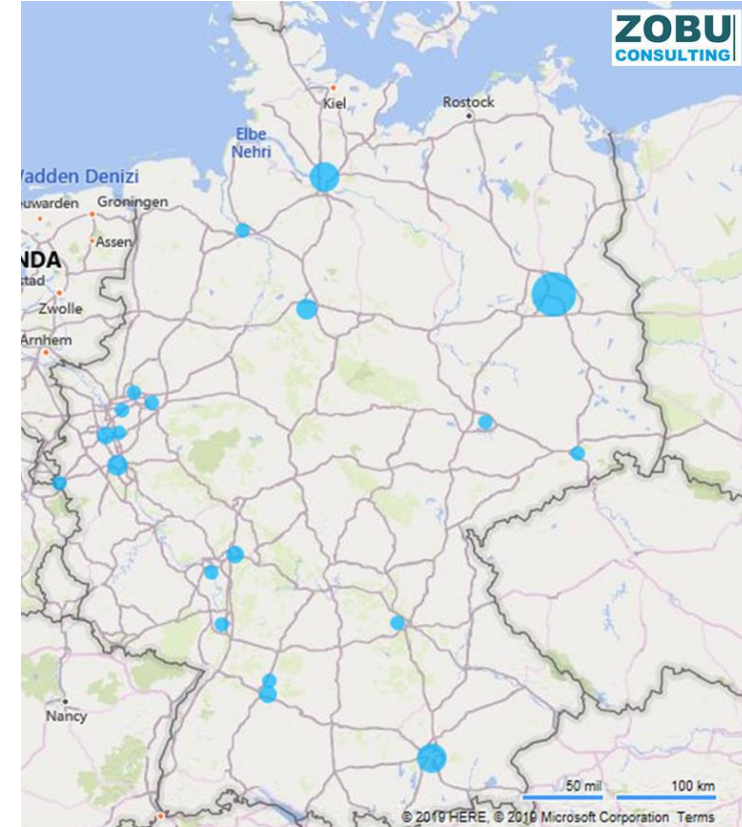 ZOBU
CONSULTING
Kiel
Rostock
Elbe
Nehri
Vadden Denizi
euwarden
Groningen
Assen
NDA
stad
Zwolle
Arnhem
Nancy
50 mil
100 km
© 2019 HERE, © 2019 Microsoft Corporation Terms